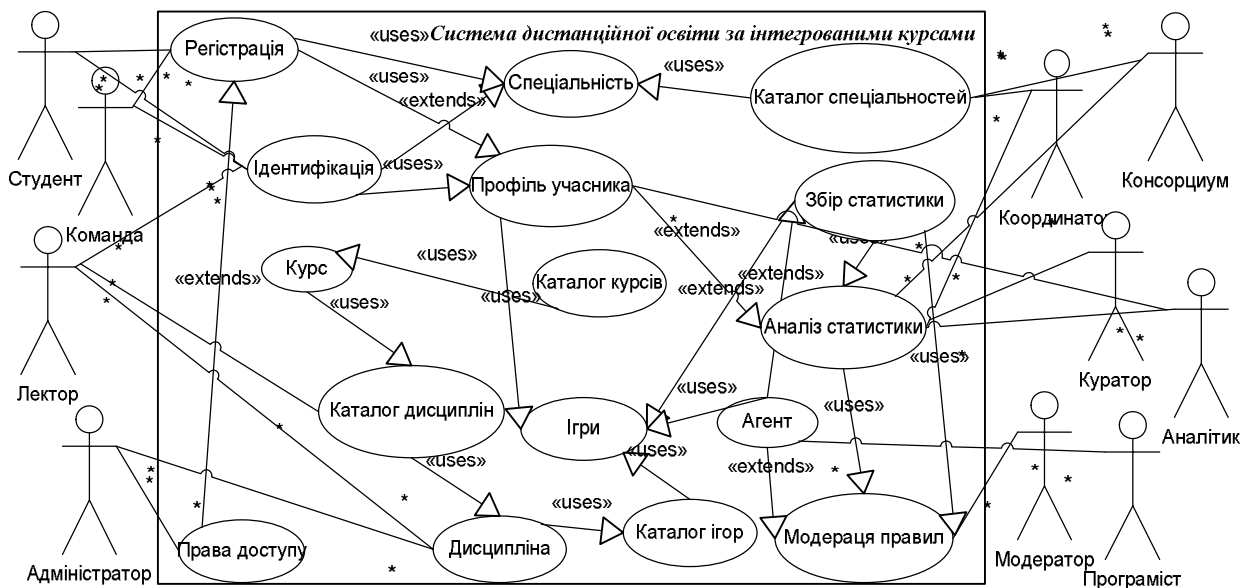 «uses» Система дистанційної освіти за інтегрованими курсами
Регістрація
«uses»
«uses»
Спеціальність
Каталог спеціальностей
«extends»
Студент
Ідентифікація
«uses»
Профіль учасника
Збір статистики
Консорциум
Команда
Координато
«extends»
«uses»
Курс
«uses»
«extends»
«extends»
«uses»
Каталог курсів
«extends»
«uses»
Аналіз статистики
Лектор
«uses»
«uses»
Куратор
Каталог дисциплін
Ігри
Агент
«uses»
Аналітик
«uses»
«uses»
«extends»
«uses»
Права доступу
Дисципліна
Каталог ігор
Модераця правил
Адміністратор
Модератор
Програміст